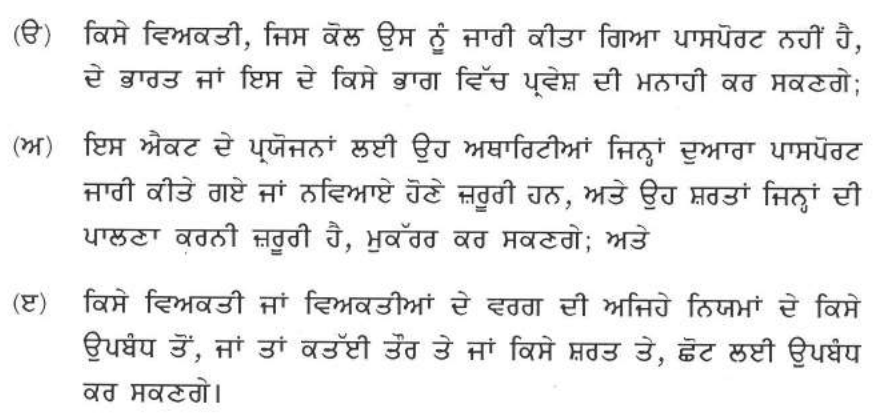 (ੳ) ਕਿਸੇ ਵਿਅਕਤੀ, ਜਿਸ ਕੋਲ ਉਸ ਨੂੰ ਜਾਰੀ ਕੀਤਾ ਗਿਆ ਪਾਸਪੋਰਟ ਨਹੀਂ ਹੈ,
ਦੇ ਭਾਰਤ ਜਾਂ ਇਸ ਦੇ ਕਿਸੇ ਭਾਗ ਵਿੱਚ ਪ੍ਰਵੇਸ਼ ਦੀ ਮਨਾਹੀ ਕਰ ਸਕਣਗੇ;
(ਅ) ਇਸ ਐਕਟ ਦੇ ਪ੍ਰਯੋਜਨਾਂ ਲਈ ਉਹ ਅਥਾਰਿਟੀਆਂ ਜਿਨ੍ਹਾਂ ਦੁਆਰਾ ਪਾਸਪੋਰਟ
ਜਾਰੀ ਕੀਤੇ ਗਏ ਜਾਂ ਨਵਿਆਏ ਹੋਣੇ ਜ਼ਰੂਰੀ ਹਨ, ਅਤੇ ਉਹ ਸ਼ਰਤਾਂ ਜਿਨ੍ਹਾਂ ਦੀ
ਪਾਲਣਾ ਕਰਨੀ ਜ਼ਰੂਰੀ ਹੈ, ਮੁਕੱਰਰ ਕਰ ਸਕਣਗੇ; ਅਤੇ
(ੲ) ਕਿਸੇ ਵਿਅਕਤੀ ਜਾਂ ਵਿਅਕਤੀਆਂ ਦੇ ਵਰਗ ਦੀ ਅਜਿਹੇ ਨਿਯਮਾਂ ਦੇ ਕਿਸੇ
ਉਪਬੰਧ ਤੋਂ, ਜਾਂ ਤਾਂ ਕਤੱਈ ਤੌਰ ਤੇ ਜਾਂ ਕਿਸੇ ਸ਼ਰਤ ਤੇ, ਛੋਟ ਲਈ ਉਪਬੰਧ
ਕਰ ਸਕਣਗੇ।